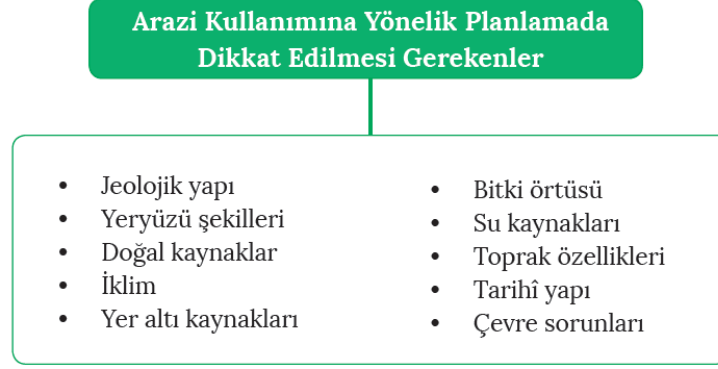 Arazi Kullanımına Yönelik Planlamada
Dikkat Edilmesi Gerekenler
• Jeolojik yapı
• Yeryüzü şekilleri
• Doğal kaynaklar
• İklim
• Yer altı kaynakları
• Bitki örtüsü
• Su kaynakları
• Toprak özellikleri
• Tarihî yapı
• Çevre sorunları